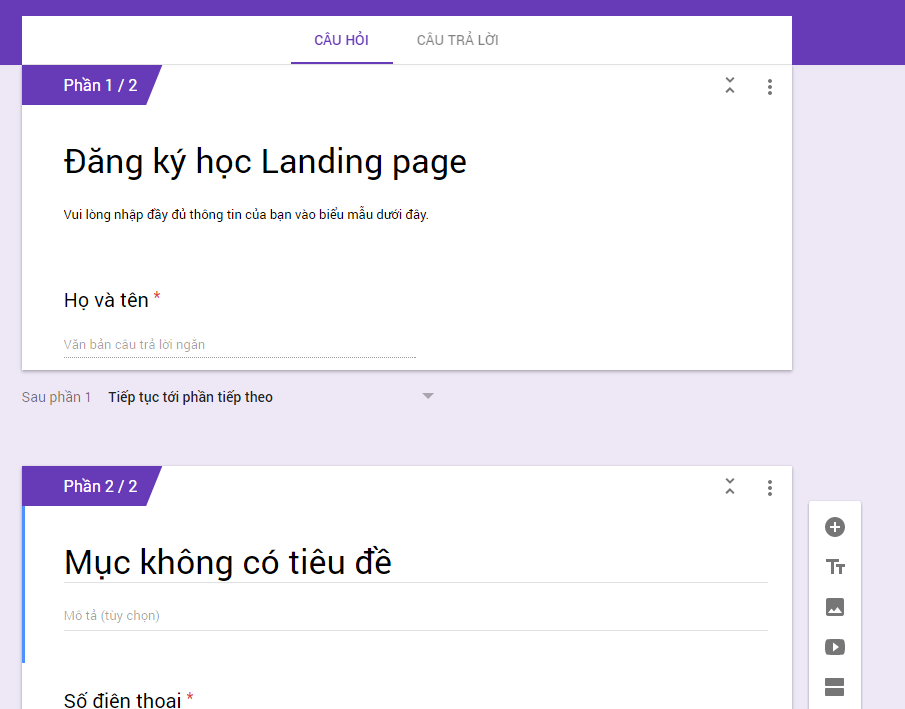 CÂU HỎI CÂU TRẢ LỜI
Phần 1 / 2
Đăng ký học Landing page
Vui lòng nhập đầy đủ thông tin của bạn vào biểu mẫu dưới đây.
Họ và tên *
Văn bản câu trả lời ngắn
Sau phần 1 Tiếp tục tới phần tiếp theo
Phần 2 / 2
Mục không có tiêu đề
Mô tả (tùy chọn)
Số điện thoại *